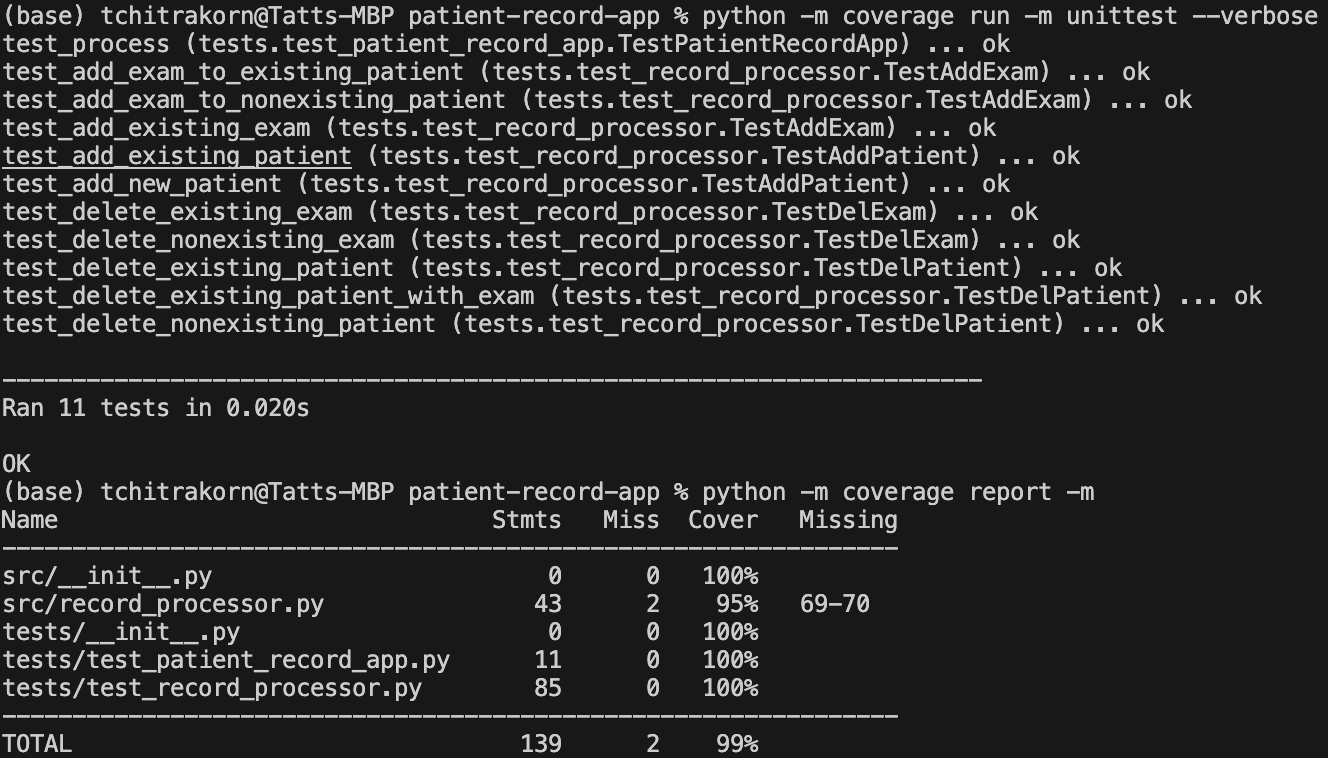 (base) tchitrakorn@Tatts-MBP patient-record-app % python -m coverage run -m unittest --verbose
test_process (tests.test_patient_record_app.TestPatientRecordApp) ... ok
test_add_exam_to_existing_patient (tests.test_record_processor.TestAddExam) ... ok
test_add_exam_to_nonexisting_patient (tests.test_record_processor.TestAddExam) ... ok
test_add_existing_exam (tests.test_record_processor.TestAddExam) ... ok
test_add_existing_patient (tests.test_record_processor.TestAddPatient) ... ok
test_add_new_patient (tests.test_record_processor.TestAddPatient) ... ok
test_delete_existing_exam (tests.test_record_processor.TestDelExam) ... ok
test_delete_nonexisting_exam (tests.test_record_processor.TestDelExam) ... ok
test_delete_existing_patient (tests.test_record_processor.TestDelPatient) ... ok
test_delete_existing_patient_with_exam (tests.test_record_processor.TestDelPatient) ... ok
test_delete_nonexisting_patient (tests.test_record_processor.TestDelPatient) ... ok
----------------------------------------------------------------------
Ran 11 tests in 0.020s
OK
(base) tchitrakorn@Tatts-MBP patient-record-app % python -m coverage report -m
Name                               Stmts   Miss  Cover   Missing
----------------------------------------------------------------
src/__init__.py                        0      0   100%
src/record_processor.py               43      2    95%   69-70
tests/__init__.py                      0      0   100%
tests/test_patient_record_app.py      11      0   100%
tests/test_record_processor.py        85      0   100%
----------------------------------------------------------------
TOTAL                                139      2    99%